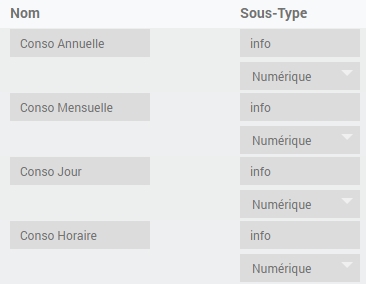 Nom Sous-Type
Conso Annuelle info
Numérique
Conso Mensuelle info
Numérique
Conso Jour info
Numérique
Conso Horaire info
Numérique